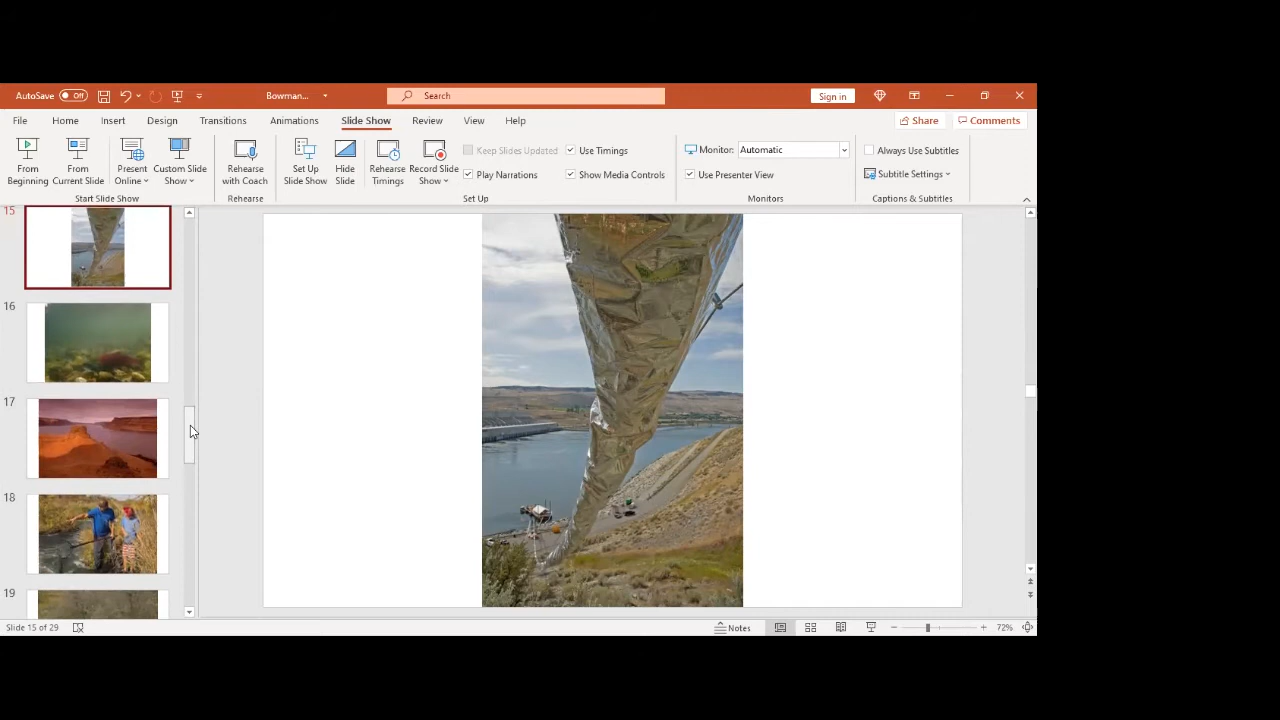 AutoSave Off Bowman... Search Sign in
File Home Insert Design Transitions Animations Slide Show Review View Help Share Comments
From Beginning
From Current Slide
Present Online
Custom Slide Show
Rehearse with Coach
Set Up Slide Show
Hide Slide
Rehearse Timings
Record Slide Show
Keep Slides Updated
Use Timings
Play Narrations
Show Media Controls
Monitor: Automatic
Use Presenter View
Always Use Subtitles
Subtitle Settings
Start Slide Show Rehearse Set Up Monitors Captions & Subtitles
15
16
17
18
19
Slide 15 of 29 Notes 72%